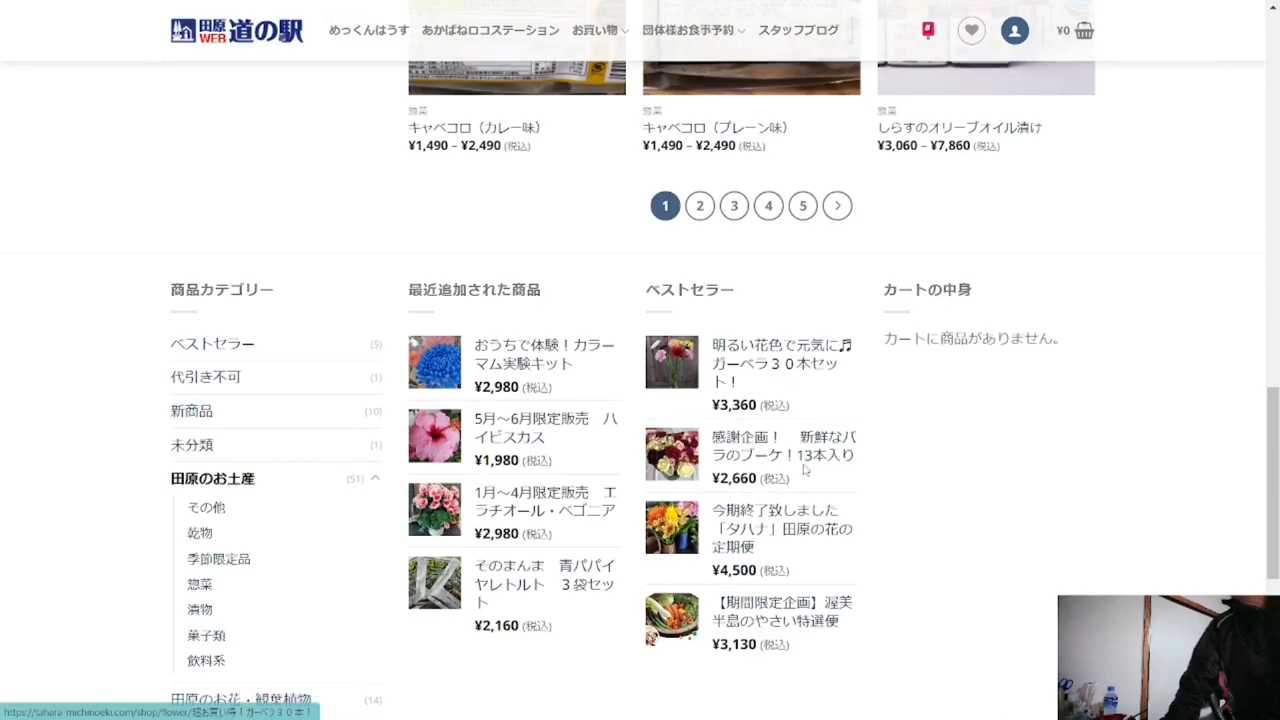 田原 WEB 道の駅
めっくんはうす あかばねロコステーション お買い物 団体様お食事予約 スタッフブログ ¥0
惣菜
キャベコロ（カレー味）
¥1,490 – ¥2,490 (税込)
惣菜
キャベコロ（プレーン味）
¥1,490 – ¥2,490 (税込)
惣菜
しらすのオリーブオイル漬け
¥3,060 – ¥7,860 (税込)
1 2 3 4 5
商品カテゴリー
ベストセラー (5)
代引き不可 (1)
新商品 (10)
未分類 (1)
田原のお土産 (51)
その他
乾物
季節限定品
惣菜
漬物
菓子類
飲料系
田原のお花・観葉植物 (14)
最近追加された商品
おうちで体験！カラー
マム実験キット
¥2,980 (税込)
5月～6月限定販売　ハ
イビスカス
¥1,980 (税込)
1月～4月限定販売　エ
ラチオール・ベゴニア
¥2,980 (税込)
そのまんま　青パパイ
ヤレトルト　３袋セッ
ト
¥2,160 (税込)
ベストセラー
明るい花色で元気に♬
ガーベラ３０本セッ
ト！
¥3,360 (税込)
感謝企画！　新鮮なバ
ラのブーケ！13本入り
¥2,660 (税込)
今期終了致しました
「タハナ」田原の花の
定期便
¥4,500 (税込)
【期間限定企画】渥美
半島のやさい特選便
¥3,130 (税込)
カートの中身
カートに商品がありません。
https://tahara-michinoeki.com/shop/flower/超お買い得！ガーベラ３０本！